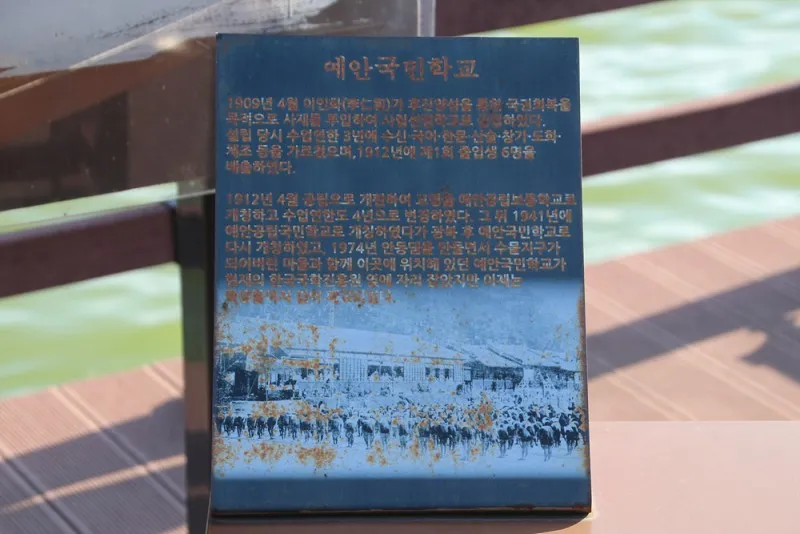 예안국민학교
1909년 4월 이인화(李仁和)가 후진양성을 통한 국권회복을
목적으로 사재를 투입하여 사립선명학교로 건립하였다.
설립 당시 수업연한 3년에 수신·국어·한문·산술·창가·도화·
체조 등을 가르쳤으며, 1912년에 제1회 졸업생 6명을
배출하였다.
1912년 4월 공립으로 개편하여 교명을 예안공립보통학교로
개칭하고 수업연한도 4년으로 변경하였다. 그 뒤 1941년에
예안공립국민학교로 개칭하였다가 광복 후 예안국민학교로
다시 개칭하였고, 1974년 안동댐을 만들면서 수몰지구가
되어버린 마을과 함께 이곳에 위치해 있던 예안국민학교가
현재의 한국국학진흥원 옆에 자리 잡았지만 이제는